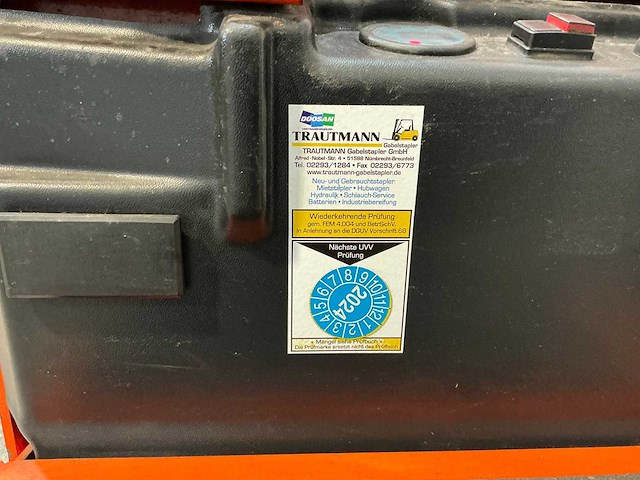 DOOSAN
TRAUTMANN
Gabelstapler
TRAUTMANN Gabelstapler GmbH
Alfred-Nobel-Str. 4 • 51588 Nümbrecht-Breunfeld
Tel. 02293/1284 • Fax 02293/6773
www.trautmann-gabelstapler.de
Neu- und Gebrauchtstapler
Mietstapler • Hubwagen
Hydraulik • Schlauch-Service
Batterien • Industriebereifung
Wiederkehrende Prüfung
gem. FEM 4.004 und BetrSichV.
In Anlehnung an die DGUV Vorschrift 68
Nächste UVV
Prüfung
1 2 3 4 5 6 7 8 9 10 11 12
2024
• Mängel siehe Prüfbuch •
Die Prüfmarke ersetzt nicht das Prüfbuch